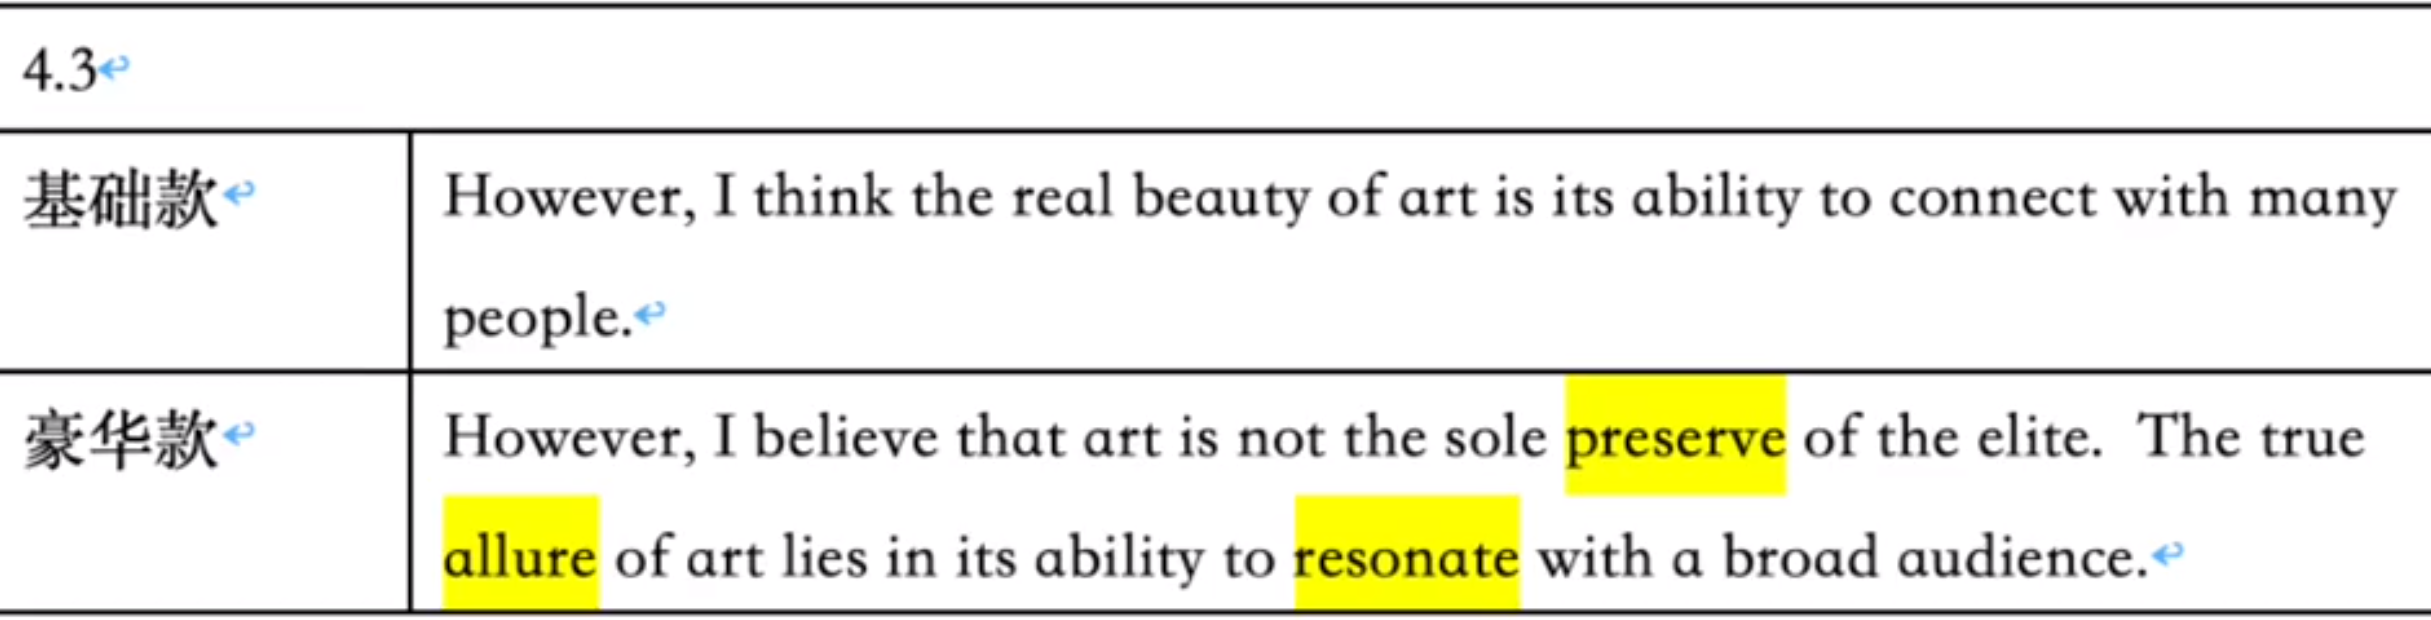 4.3
基础款
However, I think the real beauty of art is its ability to connect with many
people.
豪华款
However, I believe that art is not the sole preserve of the elite.  The true
allure of art lies in its ability to resonate with a broad audience.